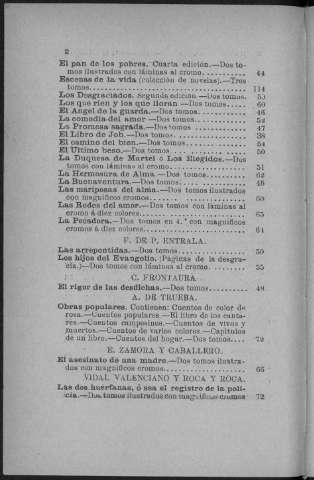 2
El pan de los pobres. Cuarta edición.—Dos to-
mos ilustrados con láminas al cromo. 44
Escenas de la vida (colección de novelas).—Tres
tomos. 114
Los Desgraciados. Segunda edición.—Dos tomos. 50
Los que rien y los que lloran—Dos tomos. 60
El Angel de la guarda.—Dos tomos. 46
La comedia del amor—Dos tomos. 52
La Promesa sagrada.—Dos tomos. 47
El Libro de Job.—Dos tomos. 38
El camino del bien.—Dos tomos. 54
El Ultimo beso.—Dos tomos. 50
La Duquesa de Martel ó Los Elegidos.—Dos
tomos con láminas al cromo. 51
La Hermosura de Alma.—Dos tomos. 62
La Buenaventura.—Dos tomos. 48
Las mariposas del alma.—Dos tomos ilustrados
con magníficos cromos. 60
Las Redes del amor.—Dos tomos con láminas al
cromo á diez colores. 65
La Pecadora.—Dos tomos en 4.º con magníficos
cromos á diez colores. 64
F. DE P. ENTRALA.
Las arrepentidas.—Dos tomos. 50
Los hijos del Evangelio. (Páginas de la desgra-
cia.)—Dos tomos con láminas al cromo. 55
C. FRONTAURA.
El rigor de las desdichas.—Dos tomos. 48
A. DE TRUEBA.
Obras populares. Contienen: Cuentos de color de
rosa.—Cuentos populares.—El libro de los canta-
res.—Cuentos campesinos.—Cuentos de vivos y
muertos.—Cuentos de varios colores.—Capítulos
de un libro.—Cuentos del hogar.—Dos tomos. 72
E. ZAMORA Y CABALLERO.
El asesinato de una madre.—Dos tomos ilustra-
dos con magníficos cromos. 66
VIDAL VALENCIANO Y ROCA Y ROCA.
Las dos huérfanas, ó sea el registro de la poli-
cía.—Dos tomos ilustrados con magníficos cromos 72